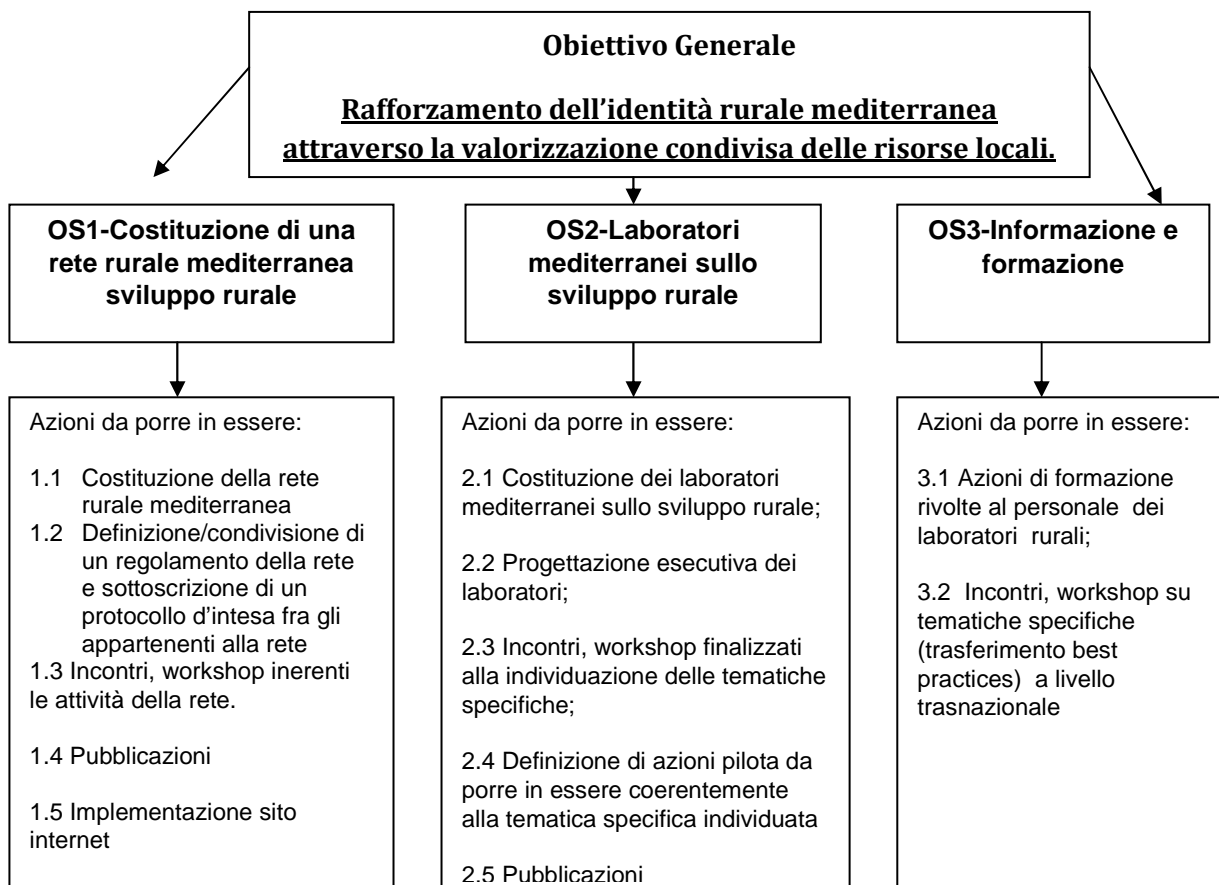 Obiettivo Generale
Rafforzamento dell’identità rurale mediterranea
attraverso la valorizzazione condivisa delle risorse locali.
OS1-Costituzione di una
rete rurale mediterranea
sviluppo rurale
OS2-Laboratori
mediterranei sullo
sviluppo rurale
OS3-Informazione e
formazione
Azioni da porre in essere:
1.1 Costituzione della rete
rurale mediterranea
1.2 Definizione/condivisione di
un regolamento della rete
e sottoscrizione di un
protocollo d’intesa fra gli
appartenenti alla rete
1.3 Incontri, workshop inerenti
le attività della rete.
1.4 Pubblicazioni
1.5 Implementazione sito
internet
Azioni da porre in essere:
2.1 Costituzione dei laboratori
mediterranei sullo sviluppo rurale;
2.2 Progettazione esecutiva dei
laboratori;
2.3 Incontri, workshop finalizzati
alla individuazione delle tematiche
specifiche;
2.4 Definizione di azioni pilota da
porre in essere coerentemente
alla tematica specifica individuata
2.5 Pubblicazioni
Azioni da porre in essere:
3.1 Azioni di formazione
rivolte al personale dei
laboratori rurali;
3.2 Incontri, workshop su
tematiche specifiche
(trasferimento best
practices) a livello
trasnazionale